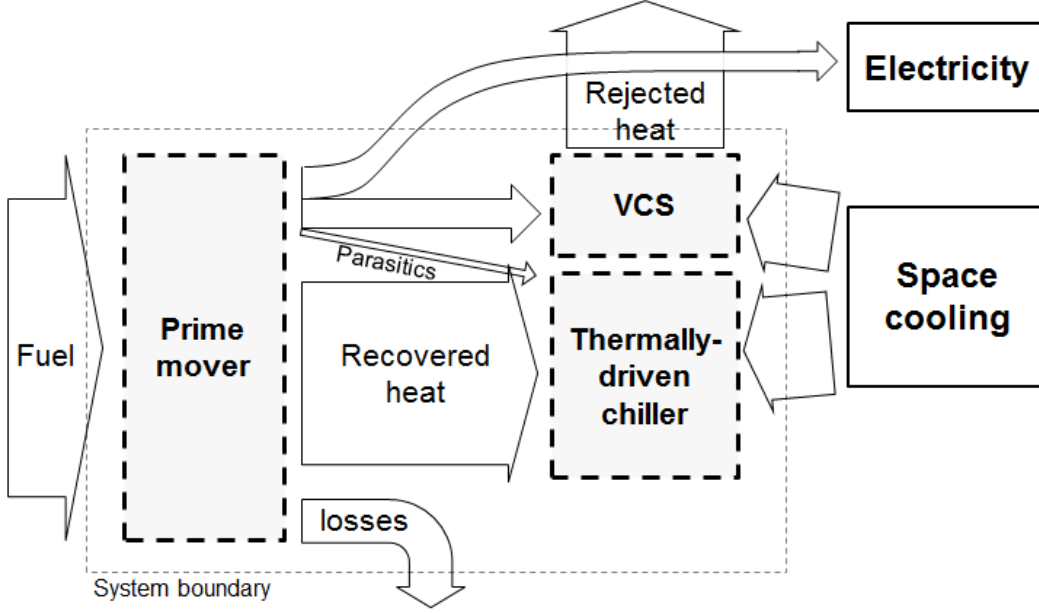 Electricity
Rejected
heat
VCS
Parasitics
Space
cooling
Fuel
Prime
mover
Recovered
heat
Thermally-
driven
chiller
losses
System boundary